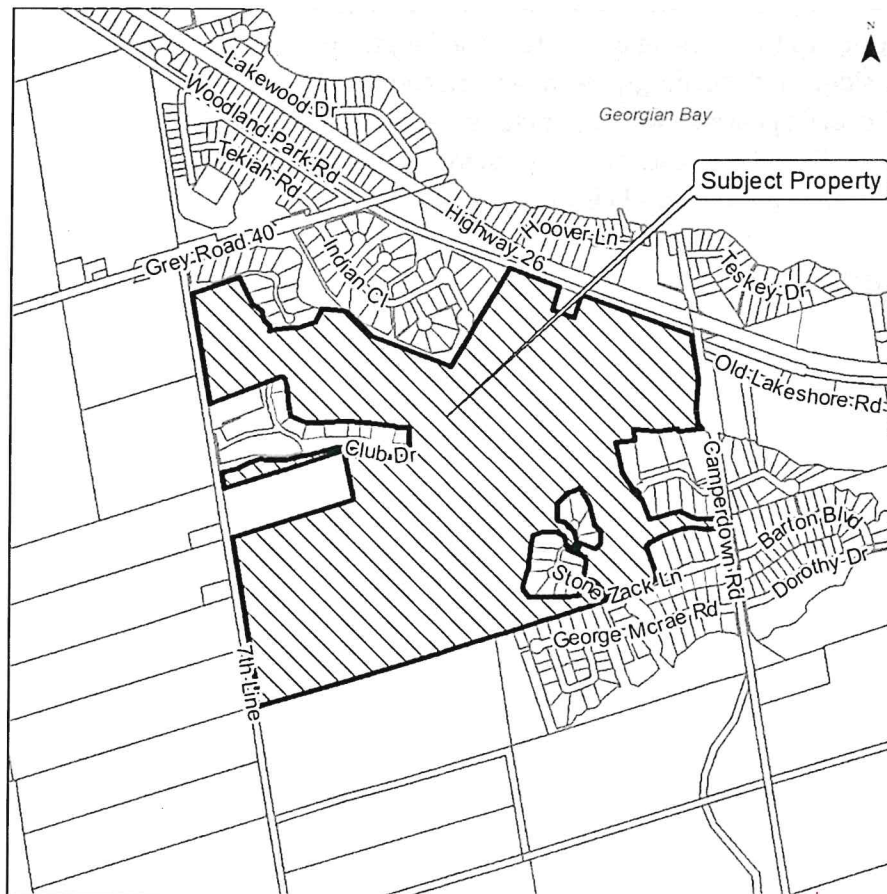 N
Lakewood Dr
Woodland Park Rd
Tekiah Rd
Georgian Bay
Subject Property
Highway 26
Hoover Ln
Grey Road 40
Indian Ci
Teskey Dr
Old Lakeshore Rd
Club Dr
Camperdown Rd
Barton Blvd
Stone Zack Ln
Dorothy Dr
George Mcrae Rd
7th Line